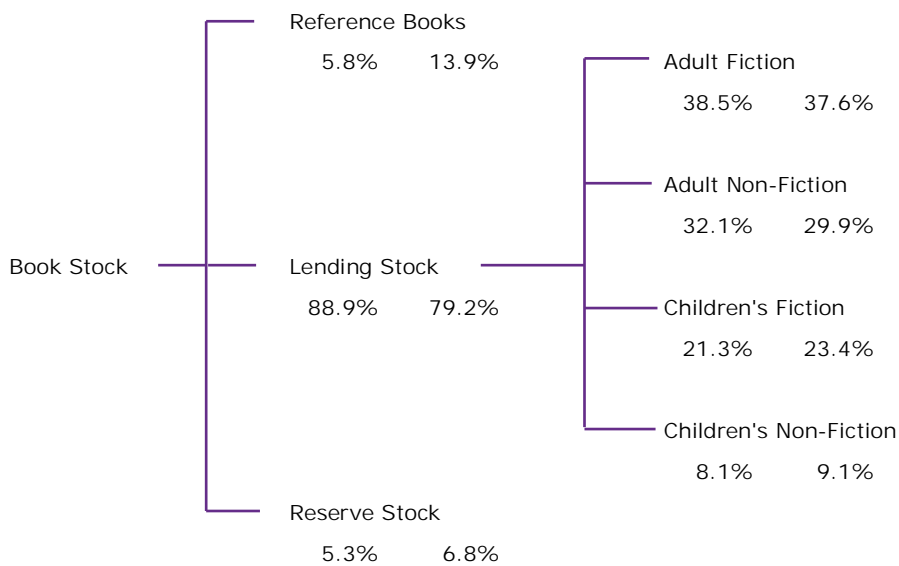 Reference Books
5.8% 13.9%
Adult Fiction
38.5% 37.6%
Adult Non-Fiction
32.1% 29.9%
Book Stock
Lending Stock
88.9% 79.2%
Children's Fiction
21.3% 23.4%
Children's Non-Fiction
8.1% 9.1%
Reserve Stock
5.3% 6.8%